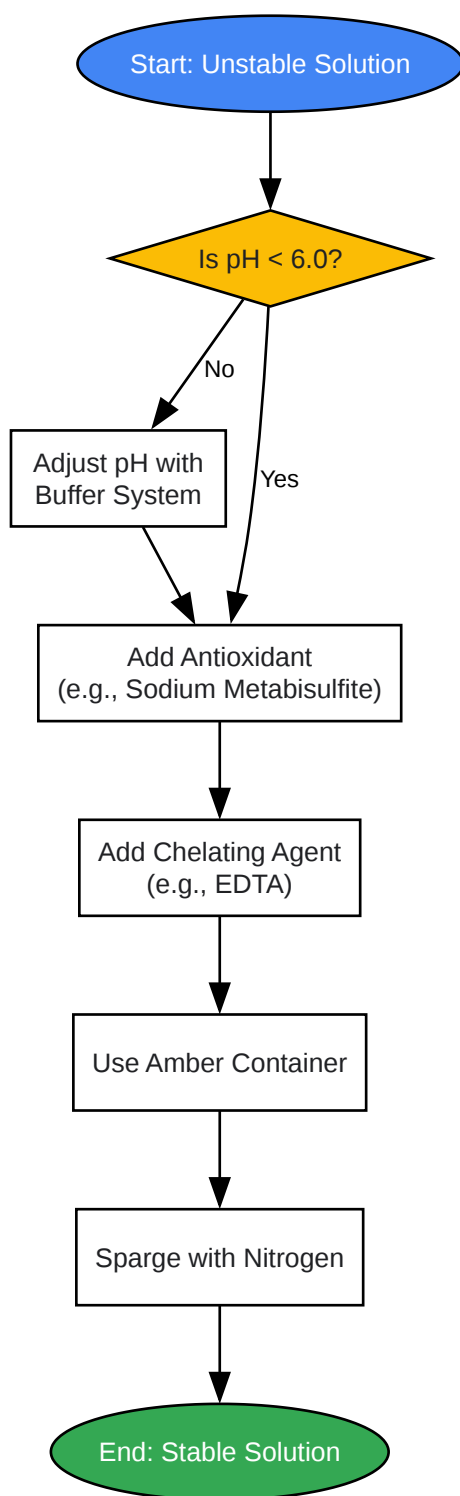 Start: Unstable Solution
Is pH < 6.0?
No
Adjust pH with
Buffer System
Yes
Add Antioxidant
(e.g., Sodium Metabisulfite)
Add Chelating Agent
(e.g., EDTA)
Use Amber Container
Sparge with Nitrogen
End: Stable Solution